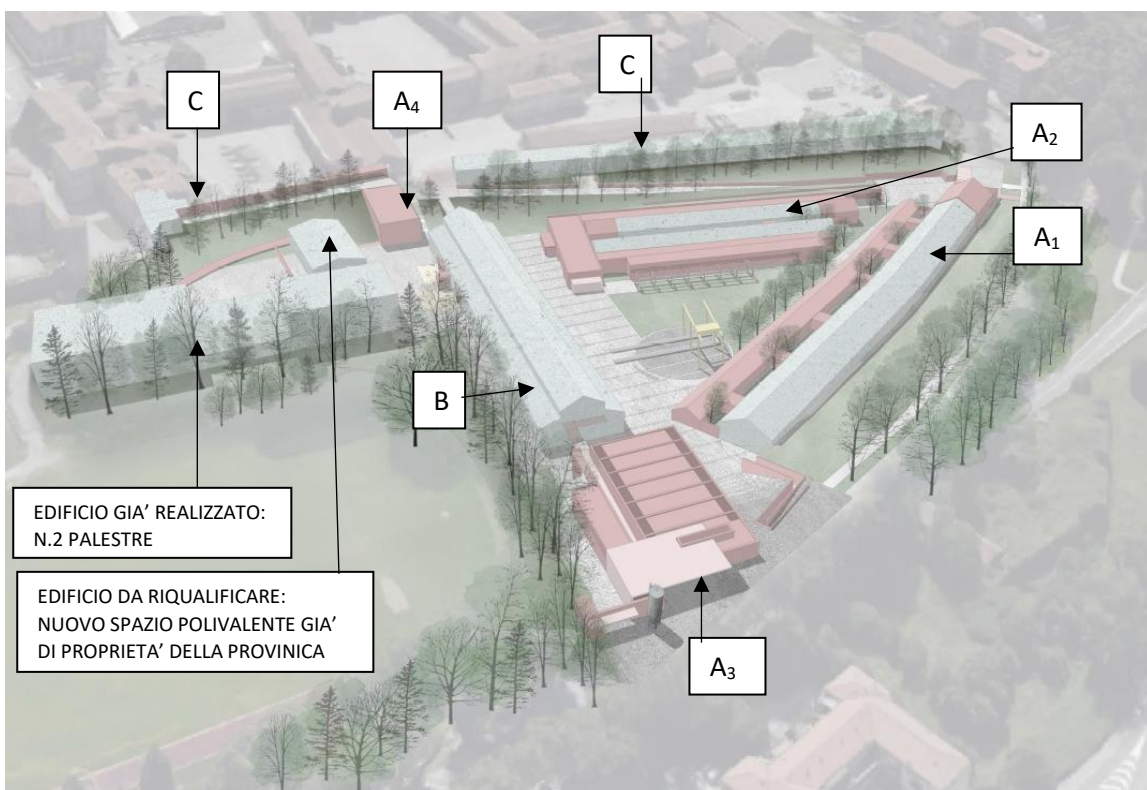 C
C
A₄
A₂
A₁
B
EDIFICIO GIA’ REALIZZATO:
N.2 PALESTRE
EDIFICIO DA RIQUALIFICARE:
NUOVO SPAZIO POLIVALENTE GIA’
DI PROPRIETA’ DELLA PROVINICA
A₃